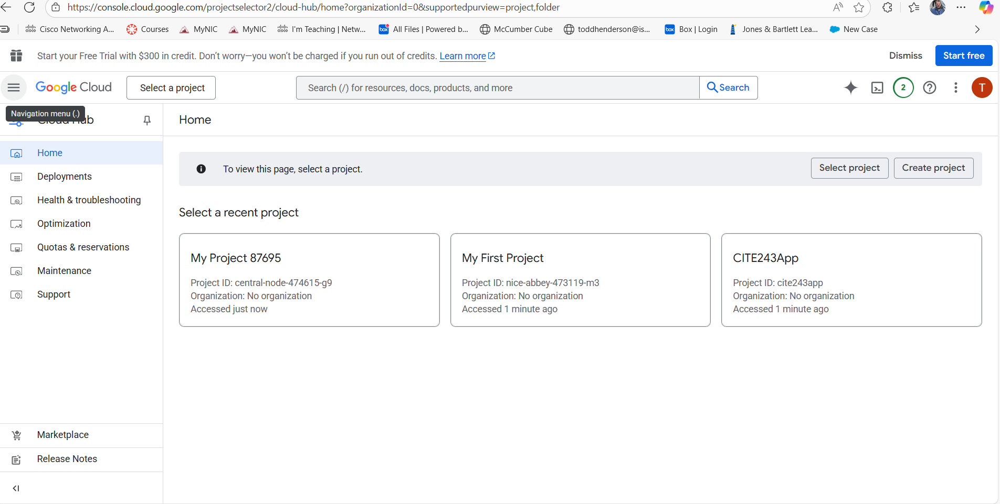 https://console.cloud.google.com/projectselector2/cloud-hub/home?organizationId=0&supportedpurview=project,folder
Cisco Networking A... Courses MyNIC MyNIC I'm Teaching | Netw... All Files | Powered b... McCumber Cube toddhenderson@is... Box | Login Jones & Bartlett Lea... New Case
Start your Free Trial with $300 in credit. Don’t worry—you won’t be charged if you run out of credits. Learn more Dismiss Start free
Google Cloud Select a project Search (/) for resources, docs, products, and more Search 2 T
Navigation menu (.)
Cloud Hub
Home
Home
Deployments
Health & troubleshooting
Optimization
Quotas & reservations
Maintenance
Support
Marketplace
Release Notes
To view this page, select a project. Select project Create project
Select a recent project
My Project 87695
Project ID: central-node-474615-g9
Organization: No organization
Accessed just now
My First Project
Project ID: nice-abbey-473119-m3
Organization: No organization
Accessed 1 minute ago
CITE243App
Project ID: cite243app
Organization: No organization
Accessed 1 minute ago